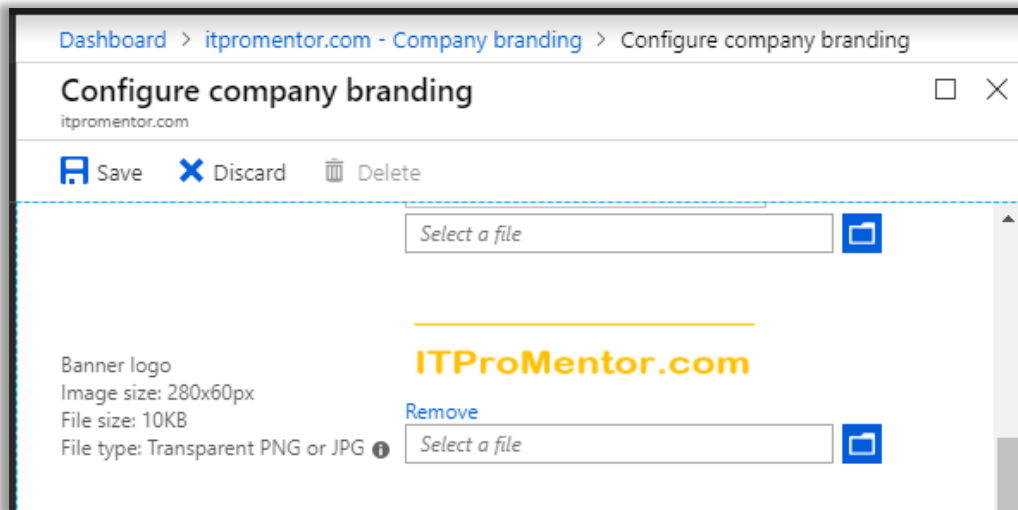 Dashboard > itpromentor.com - Company branding > Configure company branding
Configure company branding
itpromentor.com
Save Discard Delete
Select a file
ITProMentor.com
Banner logo
Image size: 280x60px
File size: 10KB
File type: Transparent PNG or JPG
Remove
Select a file